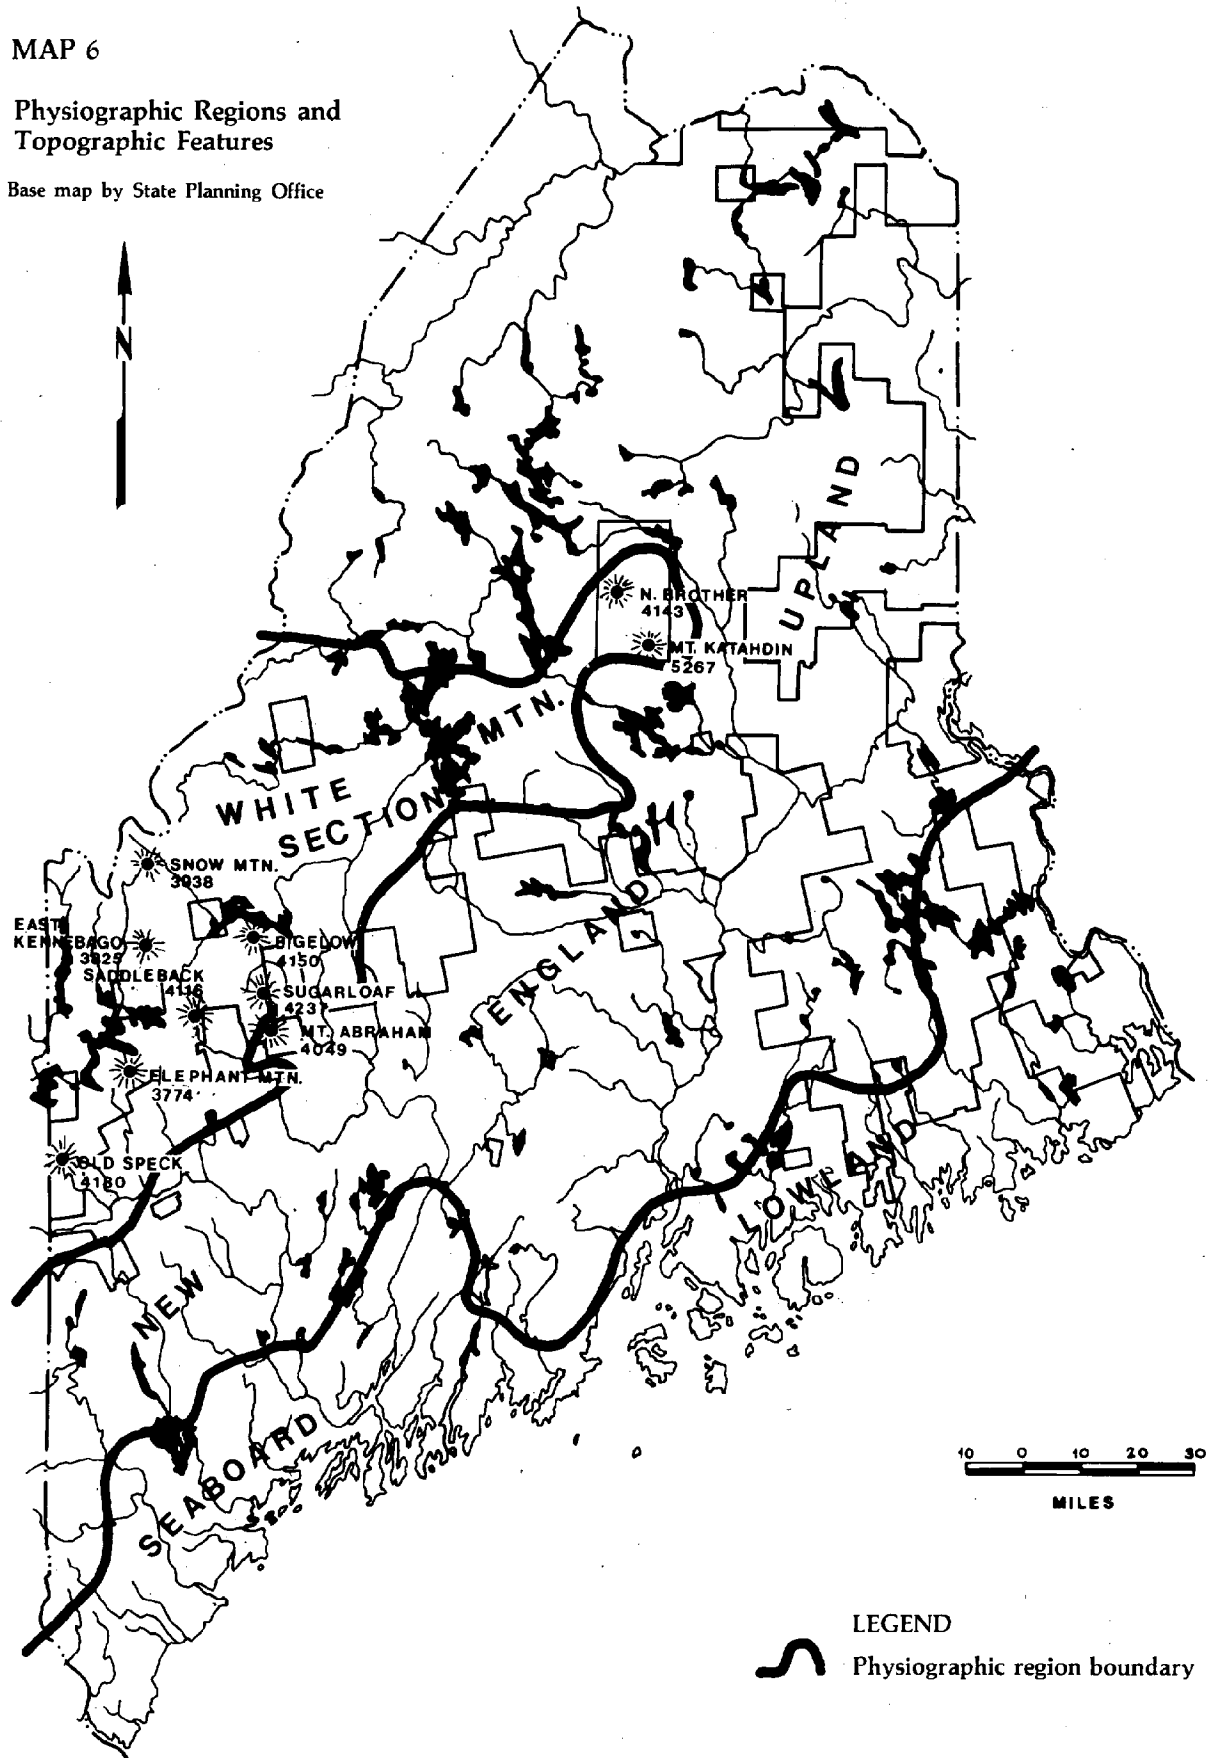 MAP 6
Physiographic Regions and
Topographic Features
Base map by State Planning Office
N
UPLAND
N. BROTHER
4143
MT. KATAHDIN
5267
WHITE MTN.
SECTION
SNOW MTN.
3938
EAST
KENNEBAGO
3825
BIGELOW
4150
SADDLEBACK
4116
SUGARLOAF
4237
MT. ABRAHAM
4049
ELEPHANT MTN.
3774
OLD SPECK
4180
NEW
ENGLAND
SEABOARD
LOWLAND
10 0 10 20 30
MILES
LEGEND
Physiographic region boundary